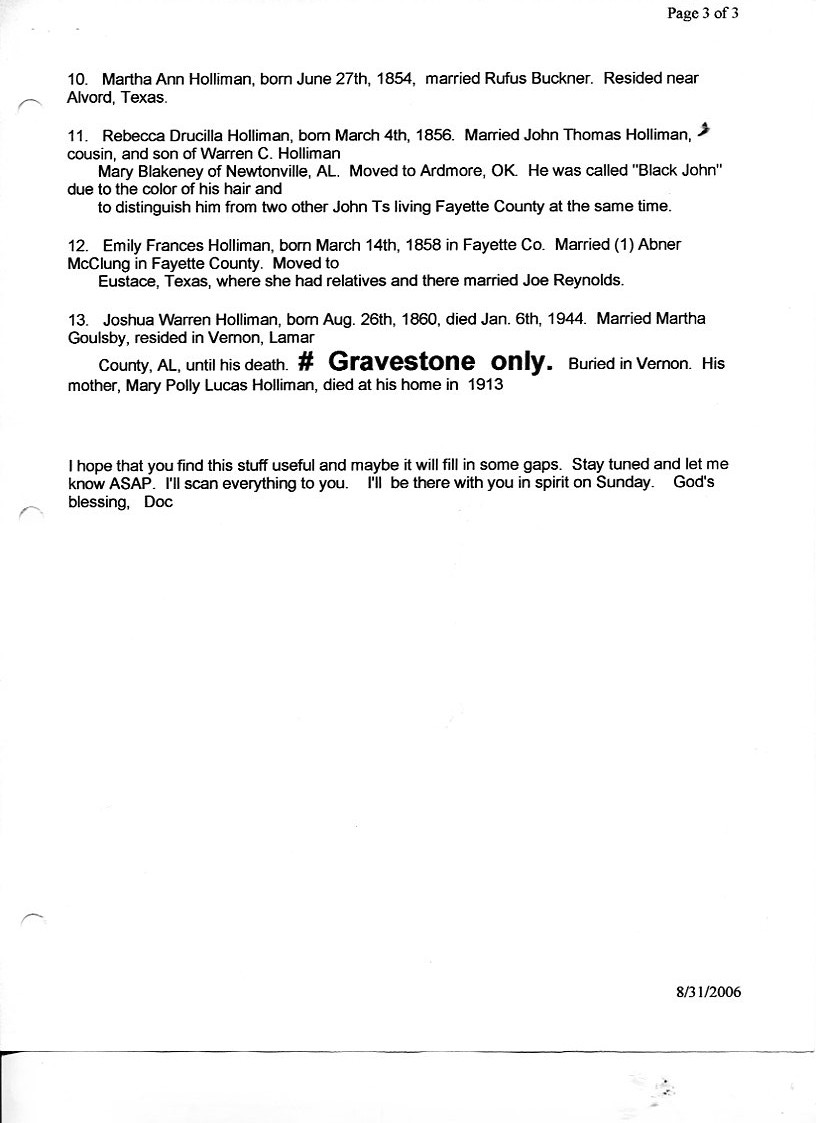 Page 3 of 3
10. Martha Ann Holliman, born June 27th, 1854, married Rufus Buckner. Resided near
Alvord, Texas.
11. Rebecca Drucilla Holliman, born March 4th, 1856. Married John Thomas Holliman,
cousin, and son of Warren C. Holliman
Mary Blakeney of Newtonville, AL. Moved to Ardmore, OK. He was called "Black John"
due to the color of his hair and
to distinguish him from two other John Ts living Fayette County at the same time.
12. Emily Frances Holliman, born March 14th, 1858 in Fayette Co. Married (1) Abner
McClung in Fayette County. Moved to
Eustace, Texas, where she had relatives and there married Joe Reynolds.
13. Joshua Warren Holliman, born Aug. 26th, 1860, died Jan. 6th, 1944. Married Martha
Goulsby, resided in Vernon, Lamar
County, AL, until his death. # Gravestone only. Buried in Vernon. His
mother, Mary Polly Lucas Holliman, died at his home in 1913
I hope that you find this stuff useful and maybe it will fill in some gaps. Stay tuned and let me
know ASAP. I'll scan everything to you. I'll be there with you in spirit on Sunday. God's
blessing, Doc
8/31/2006